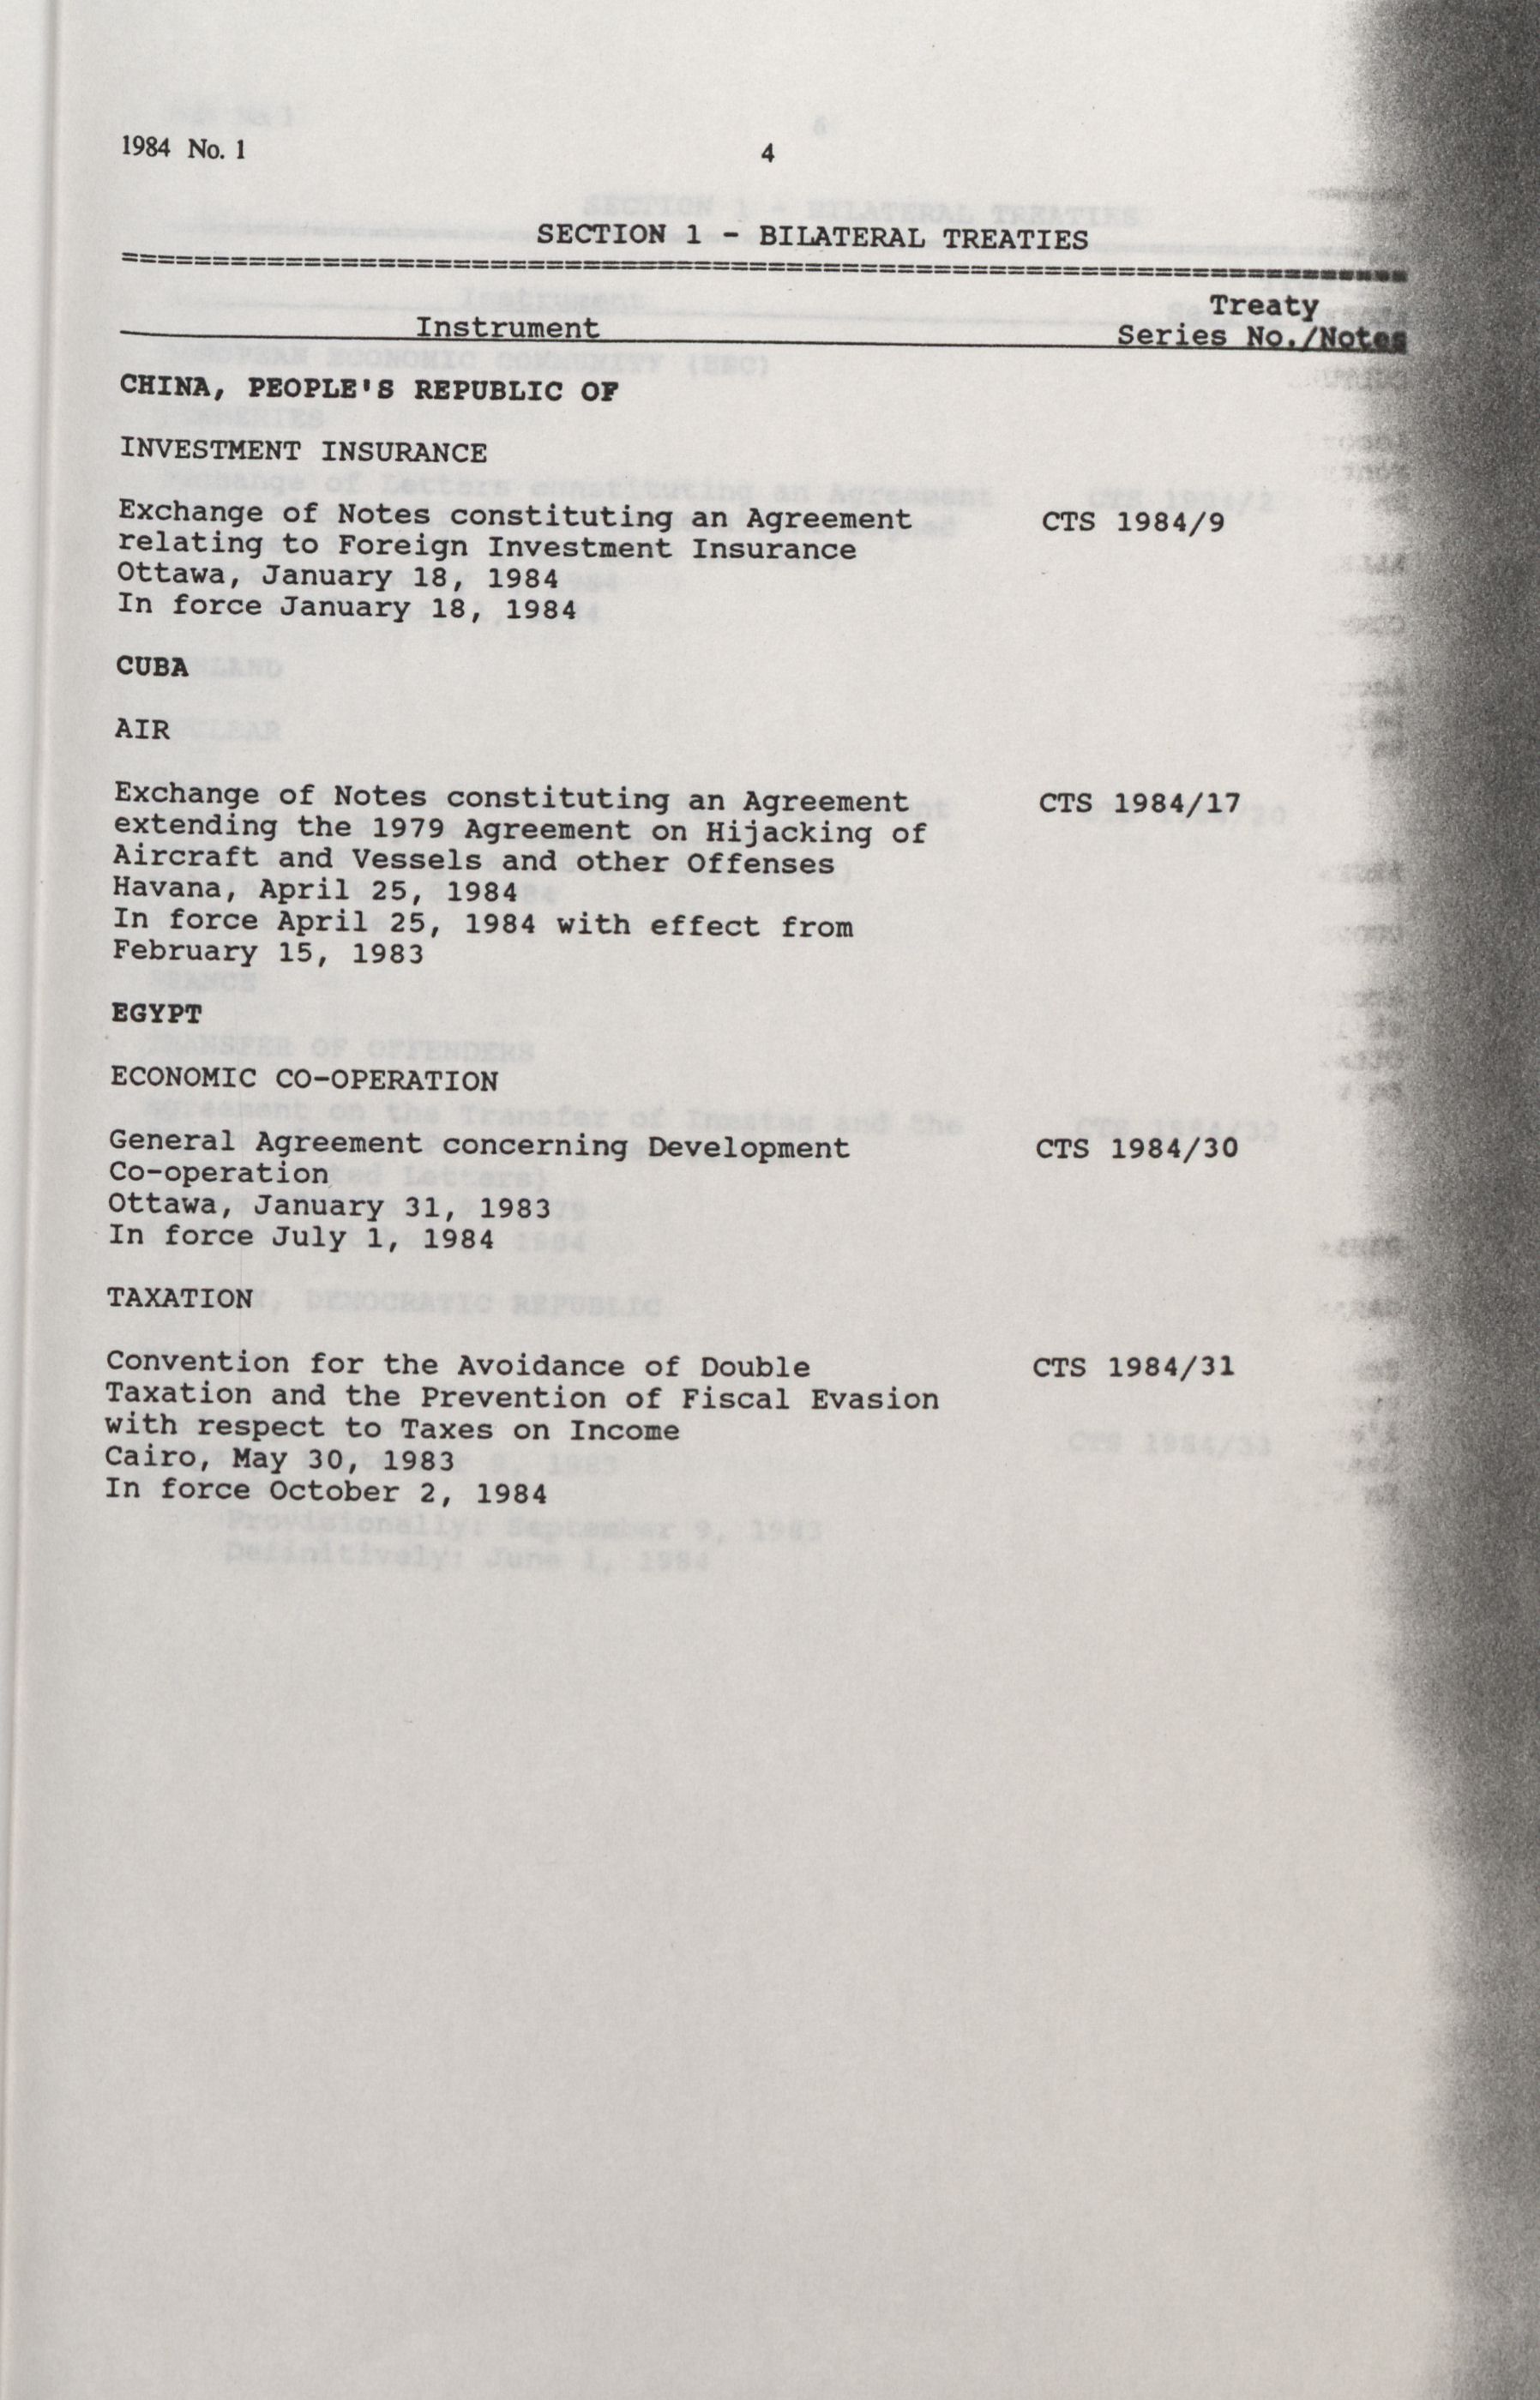 1984 No. 1
4
SECTION 1 - BILATERAL TREATIES
Instrument
Treaty
Series No./Notes
CHINA, PEOPLE'S REPUBLIC OF
INVESTMENT INSURANCE
Exchange of Notes constituting an Agreement CTS 1984/9
relating to Foreign Investment Insurance
Ottawa, January 18, 1984
In force January 18, 1984
CUBA
AIR
Exchange of Notes constituting an Agreement CTS 1984/17
extending the 1979 Agreement on Hijacking of
Aircraft and Vessels and other Offenses
Havana, April 25, 1984
In force April 25, 1984 with effect from
February 15, 1983
EGYPT
ECONOMIC CO-OPERATION
General Agreement concerning Development CTS 1984/30
Co-operation
Ottawa, January 31, 1983
In force July 1, 1984
TAXATION
Convention for the Avoidance of Double CTS 1984/31
Taxation and the Prevention of Fiscal Evasion
with respect to Taxes on Income
Cairo, May 30, 1983
In force October 2, 1984